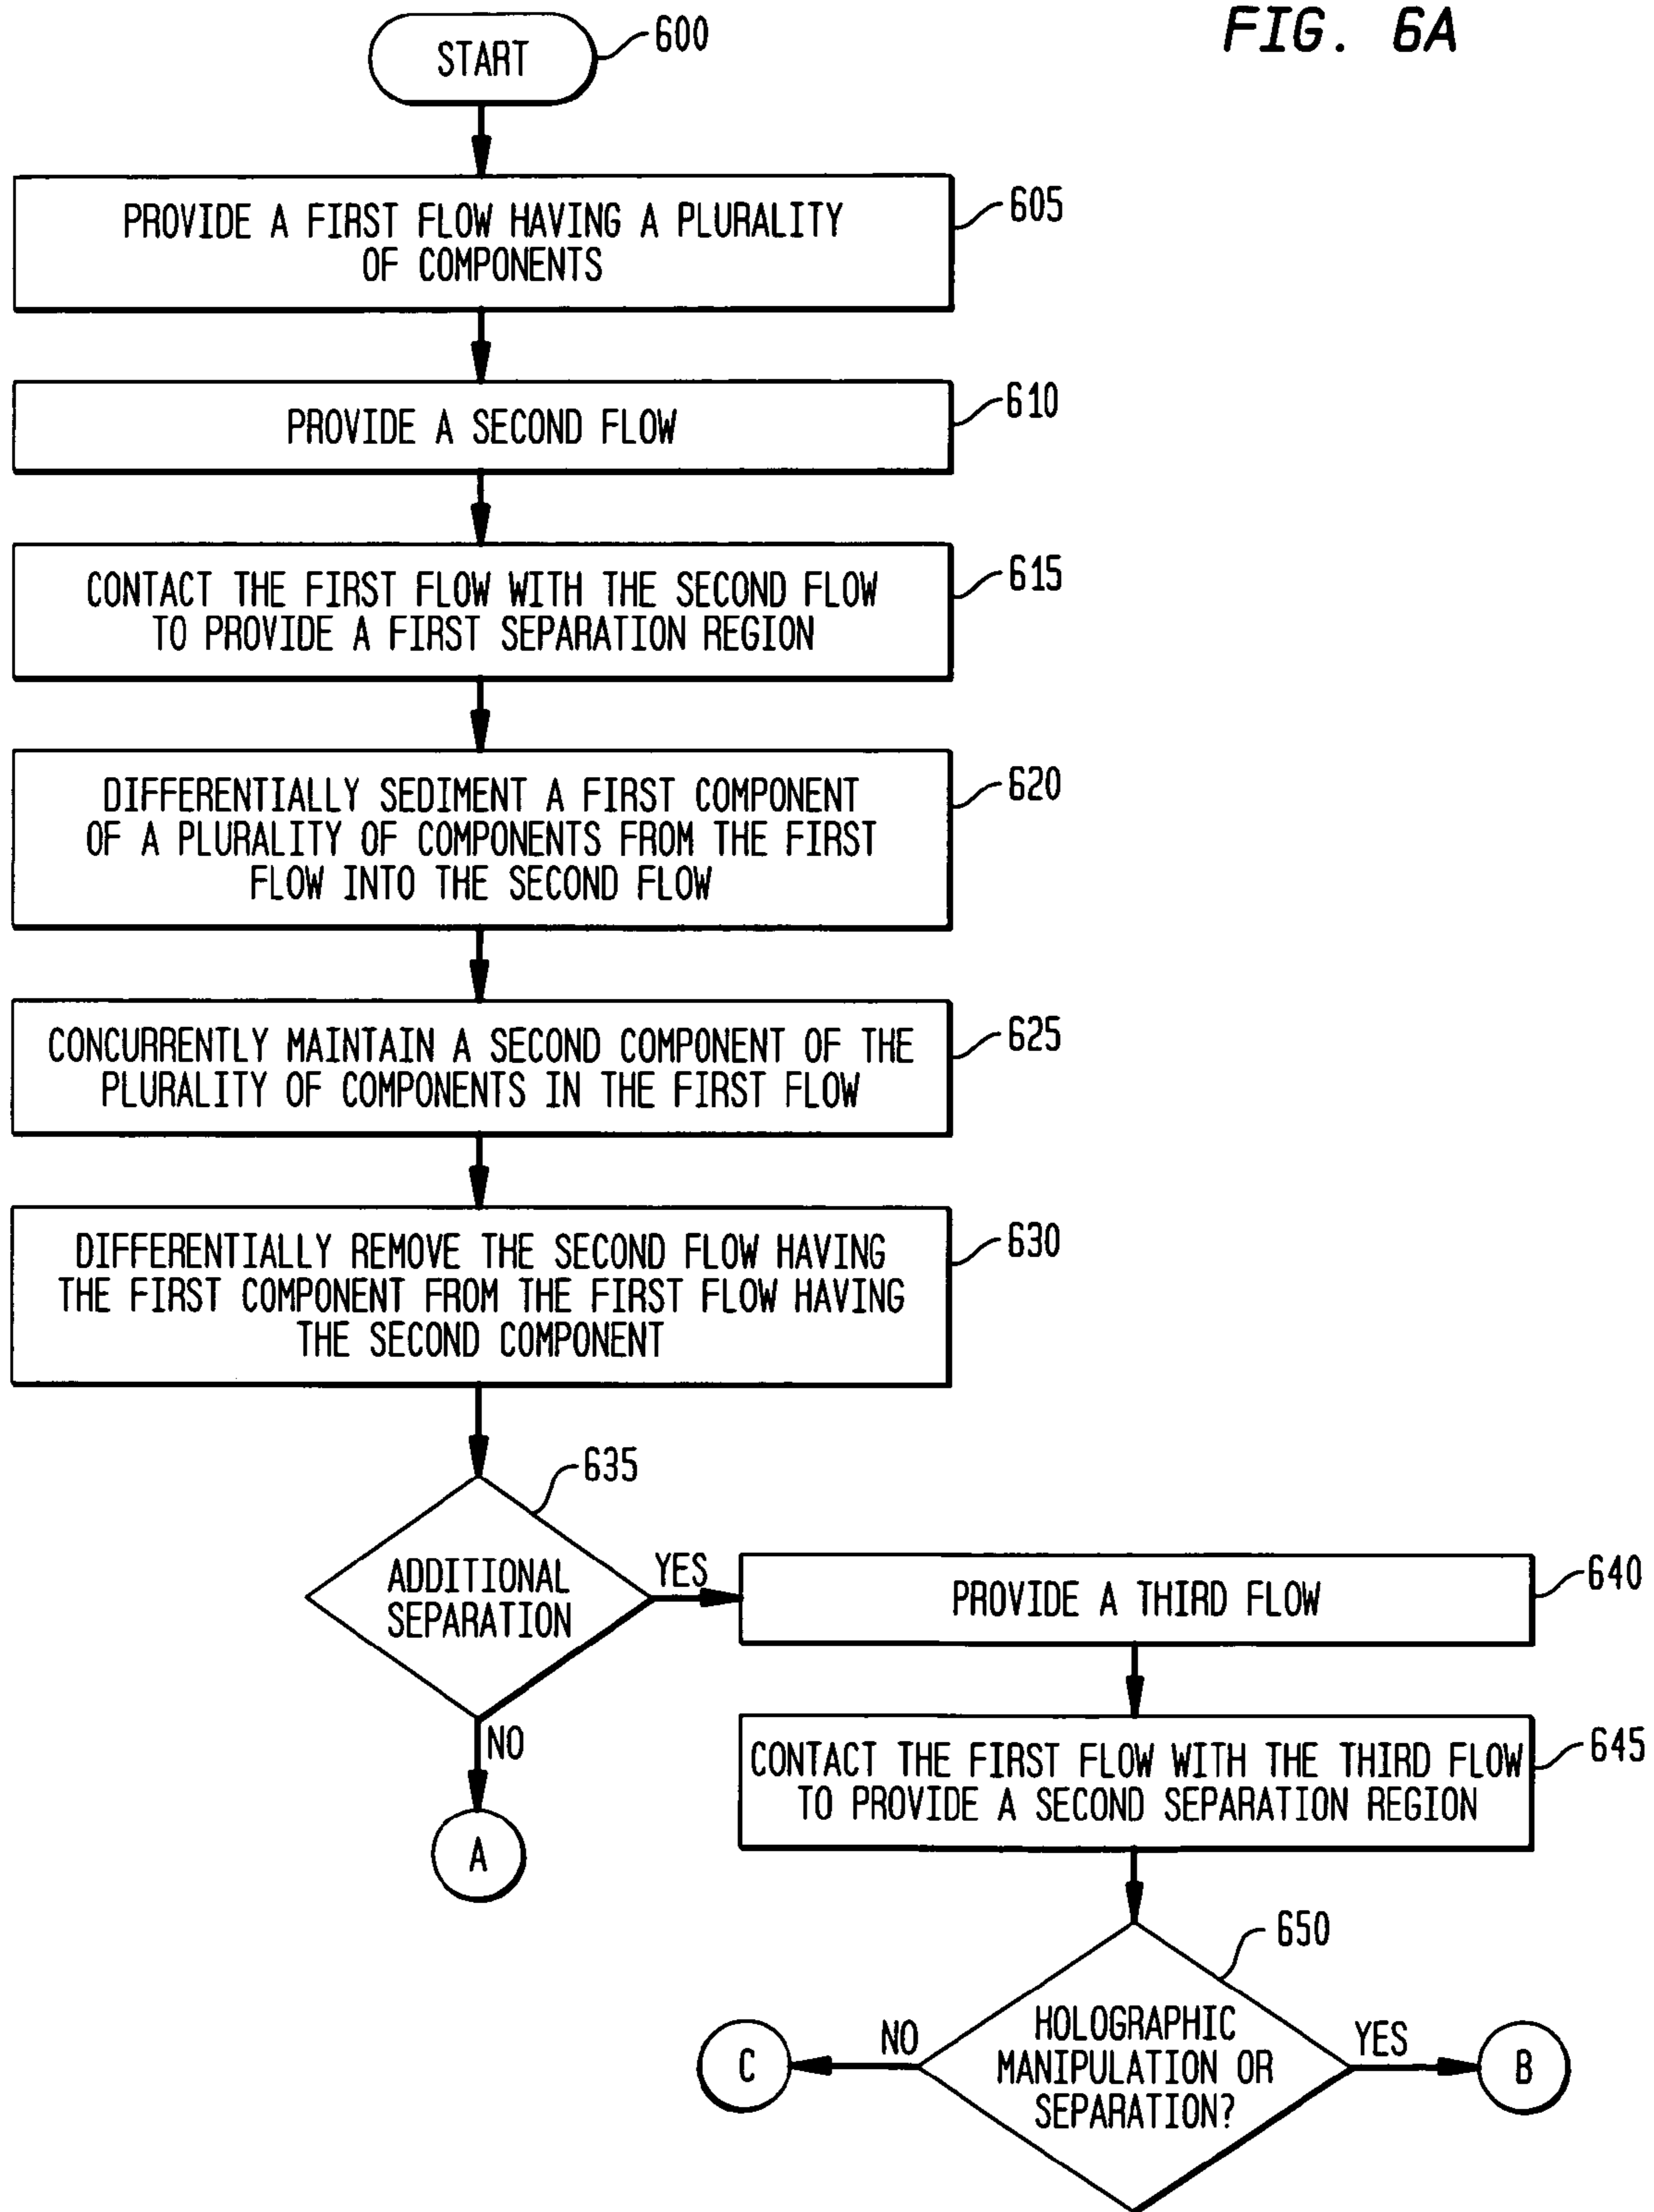 FIG. 6A
START
600
PROVIDE A FIRST FLOW HAVING A PLURALITY
OF COMPONENTS
605
PROVIDE A SECOND FLOW
610
CONTACT THE FIRST FLOW WITH THE SECOND FLOW
TO PROVIDE A FIRST SEPARATION REGION
615
DIFFERENTIALLY SEDIMENT A FIRST COMPONENT
OF A PLURALITY OF COMPONENTS FROM THE FIRST
FLOW INTO THE SECOND FLOW
620
CONCURRENTLY MAINTAIN A SECOND COMPONENT OF THE
PLURALITY OF COMPONENTS IN THE FIRST FLOW
625
DIFFERENTIALLY REMOVE THE SECOND FLOW HAVING
THE FIRST COMPONENT FROM THE FIRST FLOW HAVING
THE SECOND COMPONENT
630
635
ADDITIONAL
SEPARATION
YES
NO
A
PROVIDE A THIRD FLOW
640
CONTACT THE FIRST FLOW WITH THE THIRD FLOW
TO PROVIDE A SECOND SEPARATION REGION
645
650
HOLOGRAPHIC
MANIPULATION OR
SEPARATION?
NO
C
YES
B